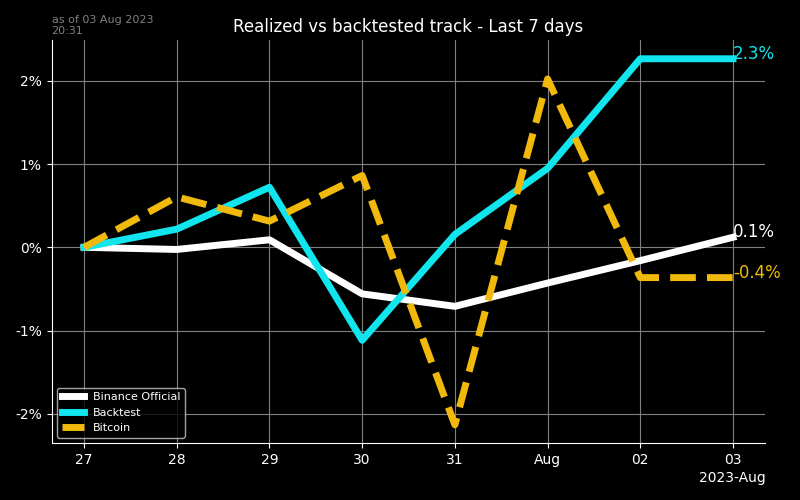 as of 03 Aug 2023
20:31
Realized vs backtested track - Last 7 days
2%
1%
0%
-1%
-2%
2.3%
0.1%
-0.4%
Binance Official
Backtest
Bitcoin
27 28 29 30 31 Aug 02 03
2023-Aug